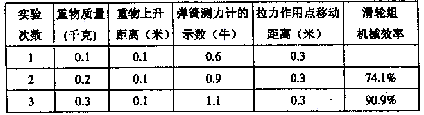 实验次数 重物质量(千克) 重物上升距离(米) 弹簧测力计的示数(牛) 拉力作用点移动距离(米) 滑轮组机械效率
1 0.1 0.1 0.6 0.3
2 0.2 0.1 0.9 0.3 74.1%
3 0.3 0.1 1.1 0.3 90.9%